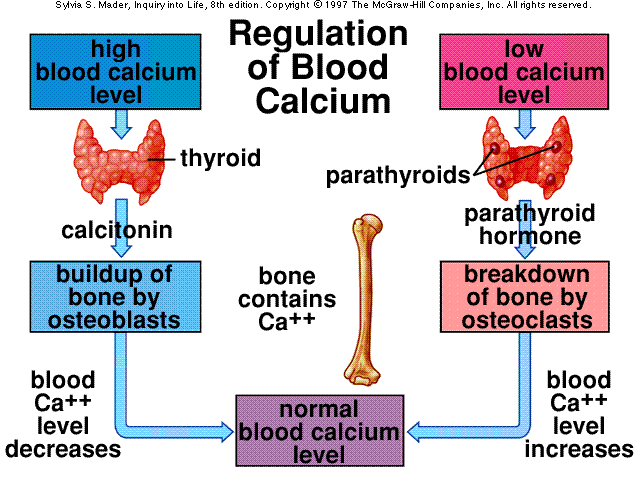 Sylvia S. Mader, Inquiry into Life, 8th edition. Copyright © 1997 The McGraw-Hill Companies, Inc. All rights reserved.
Regulation
of Blood
Calcium
high
blood calcium
level
thyroid
calcitonin
buildup of
bone by
osteoblasts
blood
Ca++
level
decreases
bone
contains
Ca++
low
blood calcium
level
parathyroids
parathyroid
hormone
breakdown
of bone by
osteoclasts
blood
Ca++
level
increases
normal
blood calcium
level